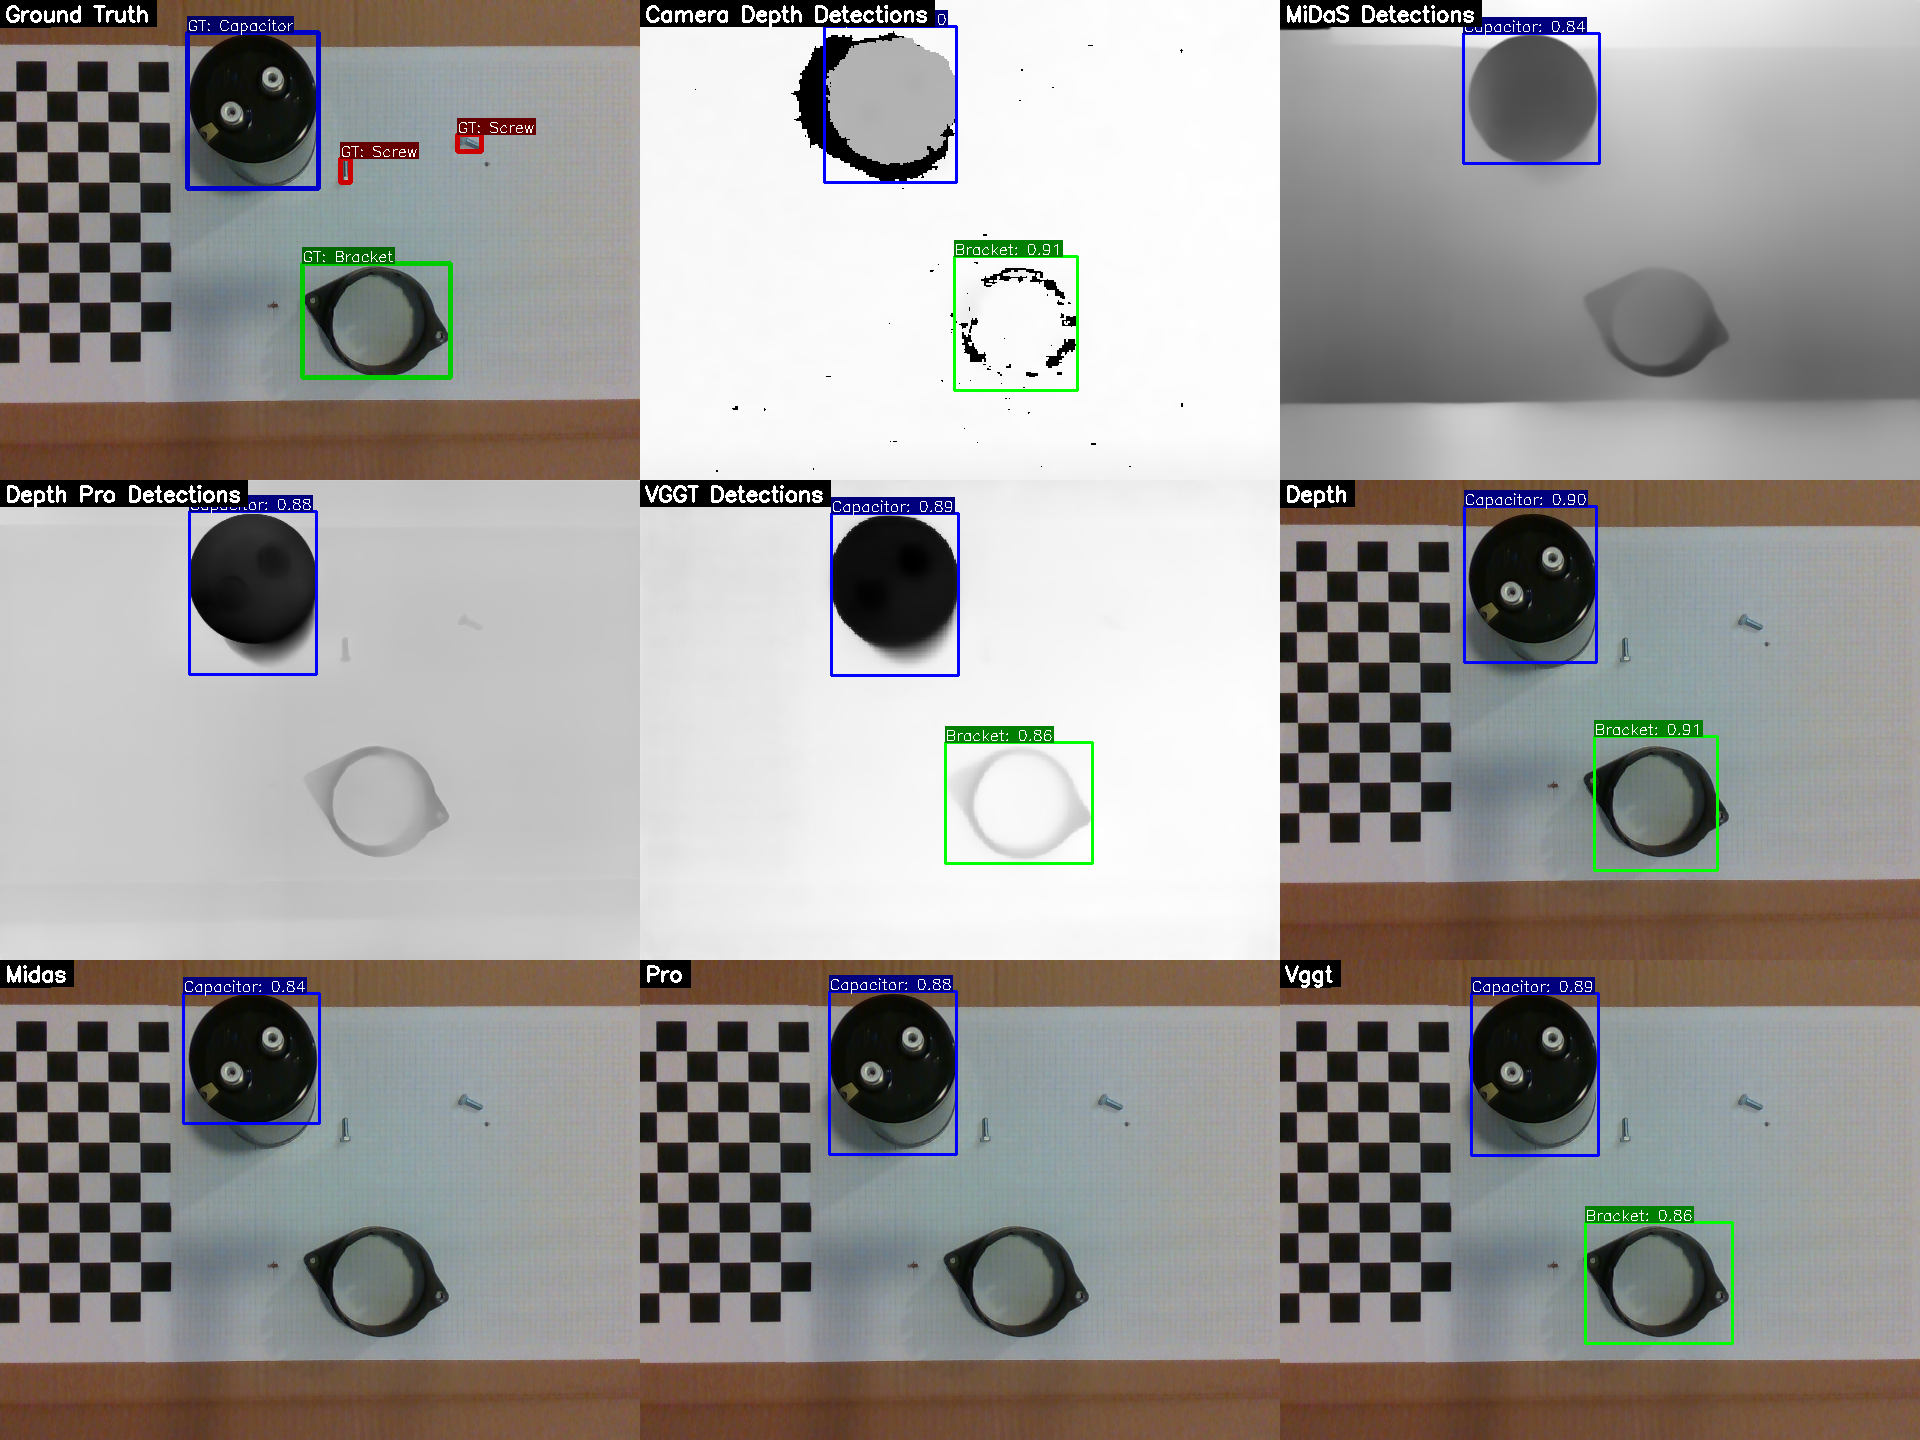 Ground Truth
GT: Capacitor
GT: Screw
GT: Screw
GT: Bracket
Camera Depth Detections
0
Bracket: 0.91
MiDaS Detections
Capacitor: 0.84
Depth Pro Detections
Capacitor: 0.88
VGGT Detections
Capacitor: 0.89
Bracket: 0.86
Depth
Capacitor: 0.90
Bracket: 0.91
Midas
Capacitor: 0.84
Pro
Capacitor: 0.88
Vggt
Capacitor: 0.89
Bracket: 0.86